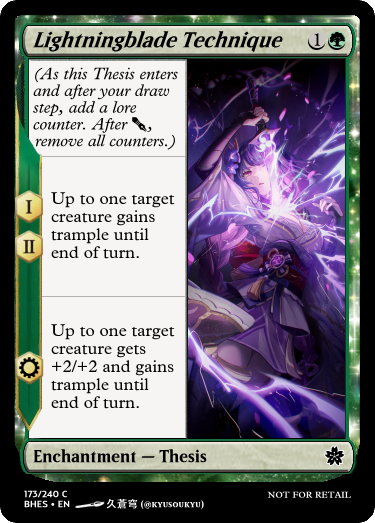 Lightningblade Technique 1
(As this Thesis enters
and after your draw
step, add a lore
counter. After ,
remove all counters.)
I
II
Up to one target
creature gains
trample until
end of turn.
Up to one target
creature gets
+2/+2 and gains
trample until
end of turn.
Enchantment — Thesis
173/240 C
BHES • EN 久蒼穹 (@KYUSOUKYU)
NOT FOR RETAIL